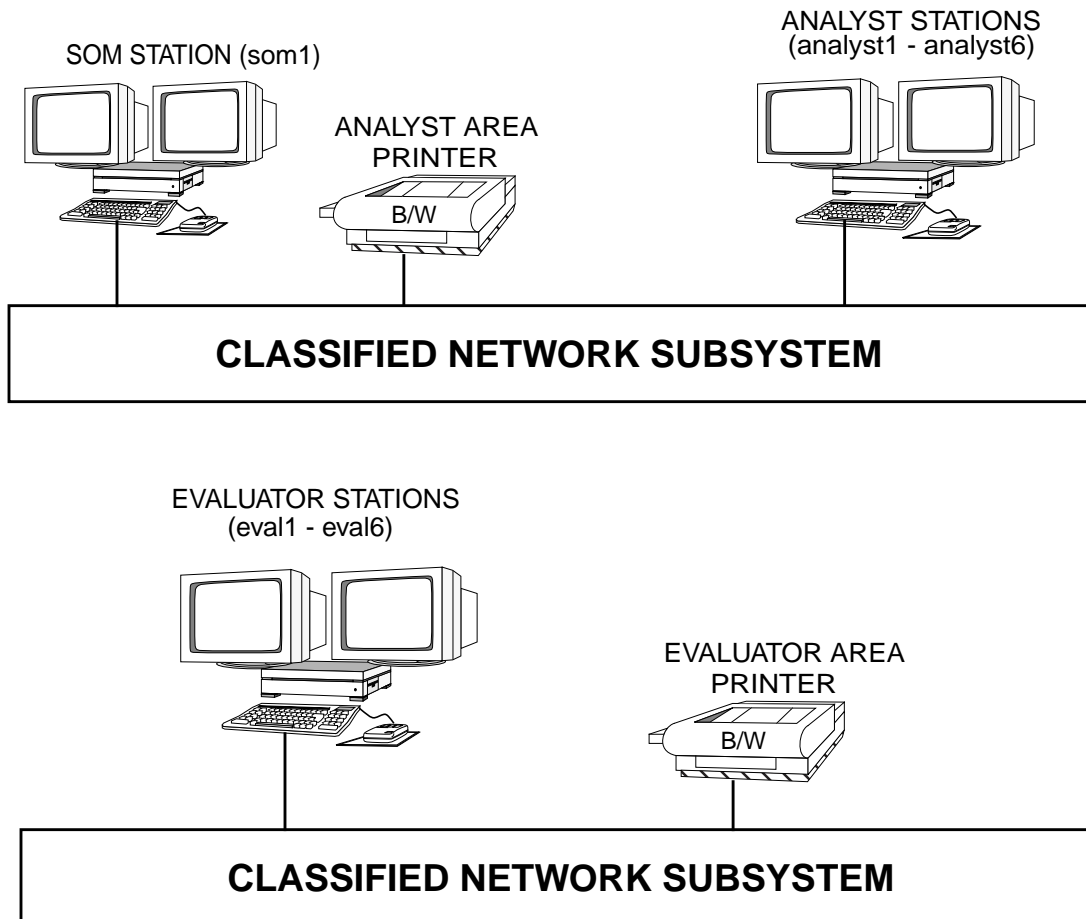 SOM STATION (som1)
ANALYST AREA
PRINTER
B/W
ANALYST STATIONS
(analyst1 - analyst6)
CLASSIFIED NETWORK SUBSYSTEM
EVALUATOR STATIONS
(eval1 - eval6)
EVALUATOR AREA
PRINTER
B/W
CLASSIFIED NETWORK SUBSYSTEM